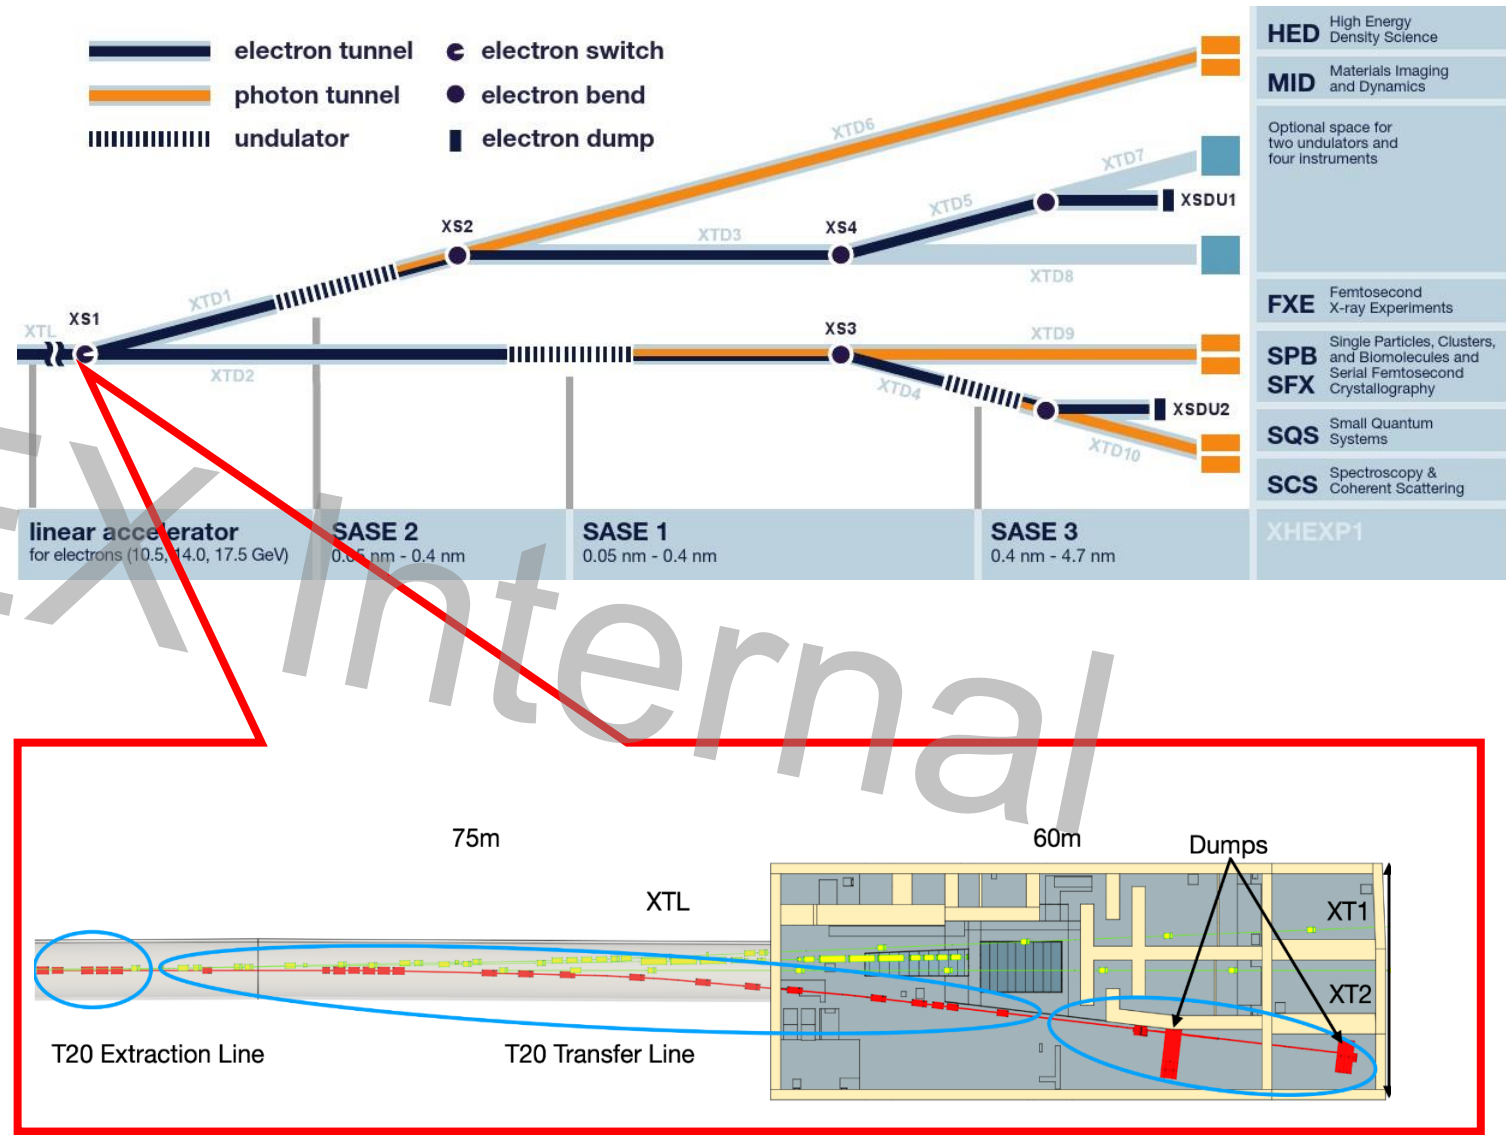 electron tunnel
photon tunnel
undulator
electron switch
electron bend
electron dump
XTL
XS1
XTD1
XTD2
XS2
XTD6
XTD3
XS4
XTD5
XTD7
XSDU1
XTD8
XS3
XTD9
XTD4
XSDU2
XTD10
HED High Energy
Density Science
MID Materials Imaging
and Dynamics
Optional space for
two undulators and
four instruments
FXE Femtosecond
X-ray Experiments
SPB
SFX
Single Particles, Clusters,
and Biomolecules and
Serial Femtosecond
Crystallography
SQS Small Quantum
Systems
SCS Spectroscopy &
Coherent Scattering
XHEXP1
linear accelerator
for electrons (10.5, 14.0, 17.5 GeV)
SASE 2
0.05 nm - 0.4 nm
SASE 1
0.05 nm - 0.4 nm
SASE 3
0.4 nm - 4.7 nm
EX Internal
75m
60m
Dumps
XTL
XT1
XT2
T20 Extraction Line
T20 Transfer Line